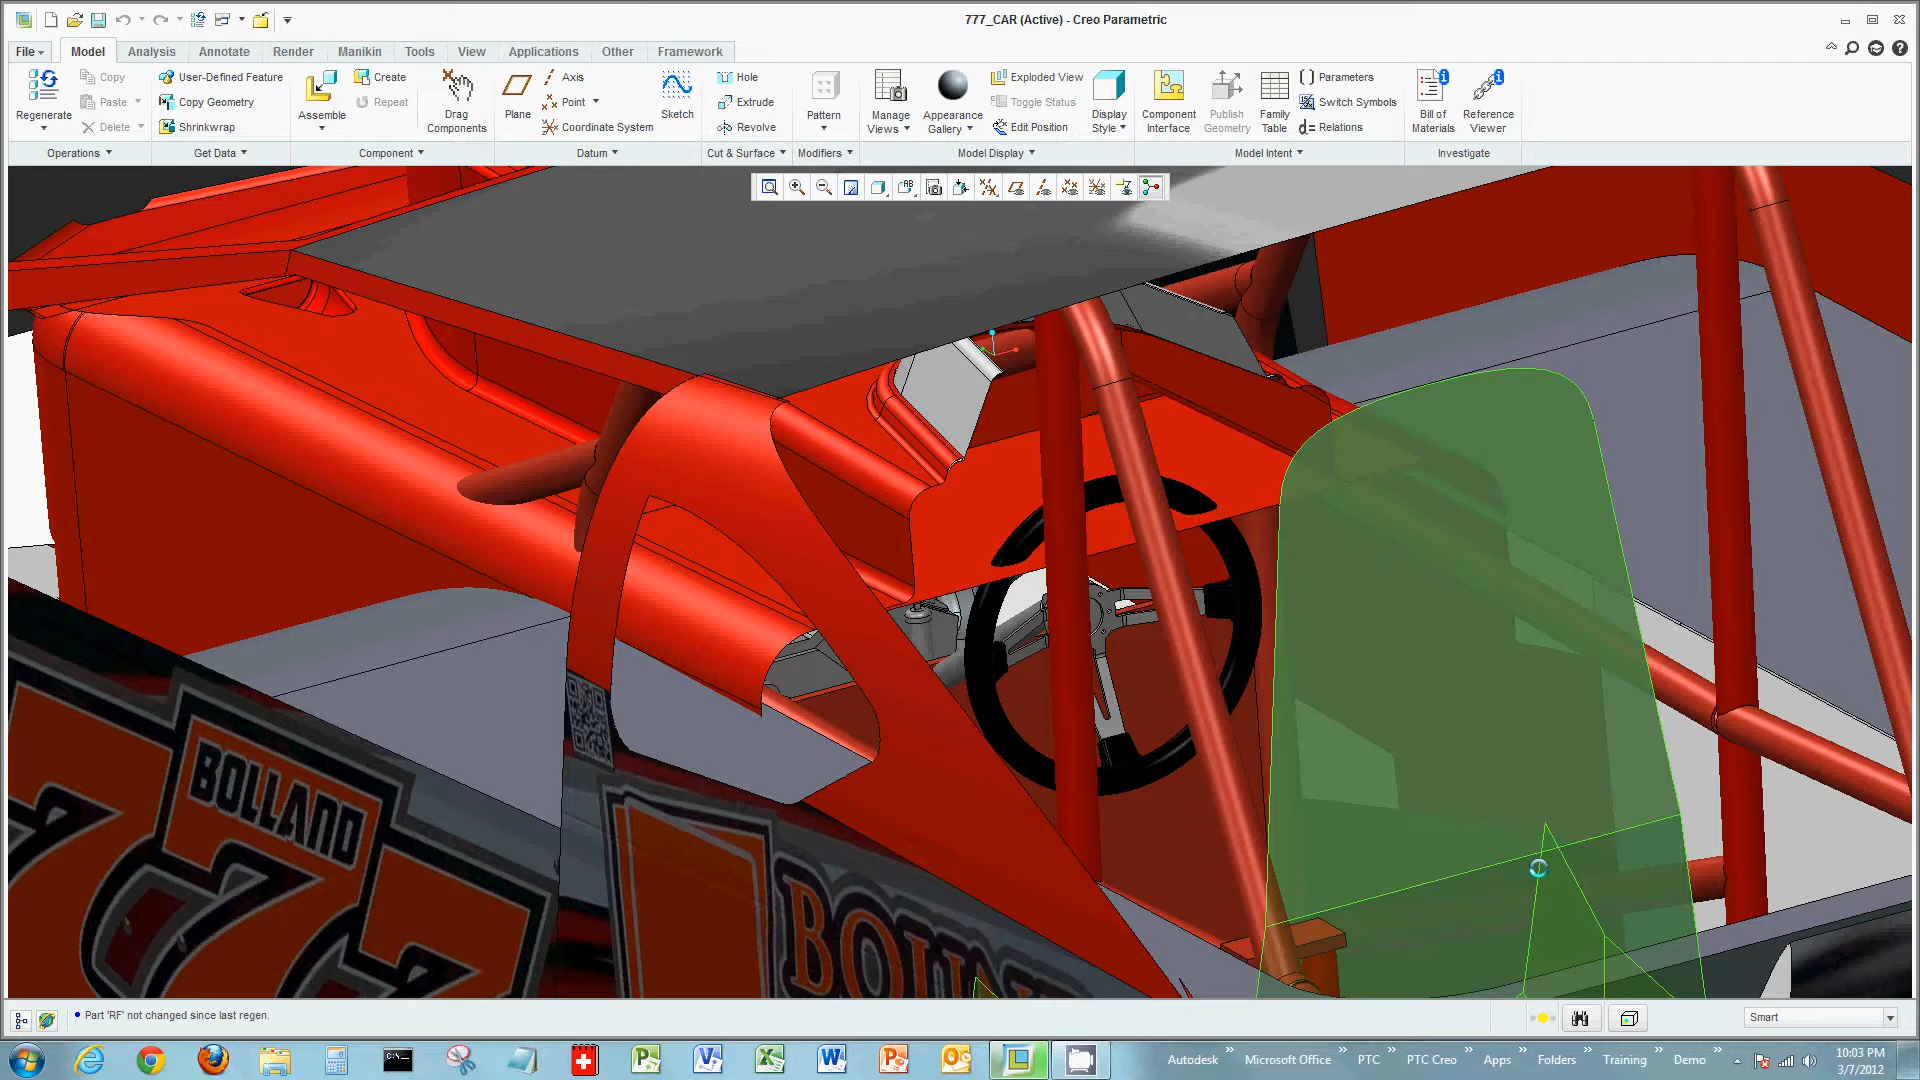 777_CAR (Active) - Creo Parametric
File Model Analysis Annotate Render Manikin Tools View Applications Other Framework
Regenerate
Copy
Paste
Delete
User-Defined Feature
Copy Geometry
Shrinkwrap
Assemble
Create
Repeat
Drag
Components
Plane
Axis
Point
Coordinate System
Sketch
Hole
Extrude
Revolve
Pattern
Manage
Views
Appearance
Gallery
Exploded View
Toggle Status
Edit Position
Display
Style
Component
Interface
Publish
Geometry
Family
Table
Parameters
Switch Symbols
Relations
Bill of
Materials
Reference
Viewer
Operations Get Data Component Datum Cut & Surface Modifiers Model Display Model Intent Investigate
BOLLAND
77
Part 'RF' not changed since last regen.
Smart
Autodesk » Microsoft Office » PTC » PTC Creo » Apps » Folders » Training » Demo »
10:03 PM
3/7/2012